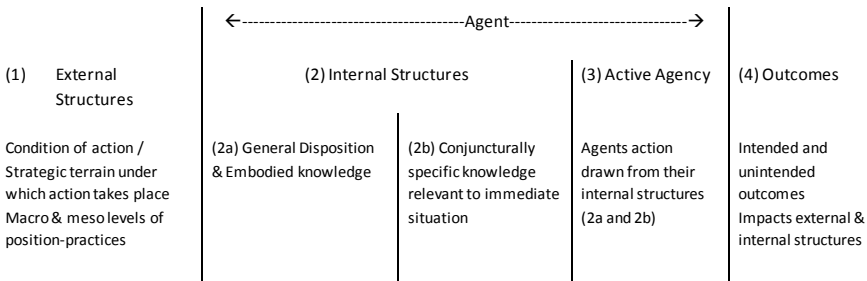 ←----------------------------------------Agent--------------------------------→
(1) External Structures
(2) Internal Structures
(3) Active Agency
(4) Outcomes
Condition of action /
Strategic terrain under
which action takes place
Macro & meso levels of
position-practices
(2a) General Disposition
& Embodied knowledge
(2b) Conjuncturally
specific knowledge
relevant to immediate
situation
Agents action
drawn from their
internal structures
(2a and 2b)
Intended and
unintended
outcomes
Impacts external &
internal structures